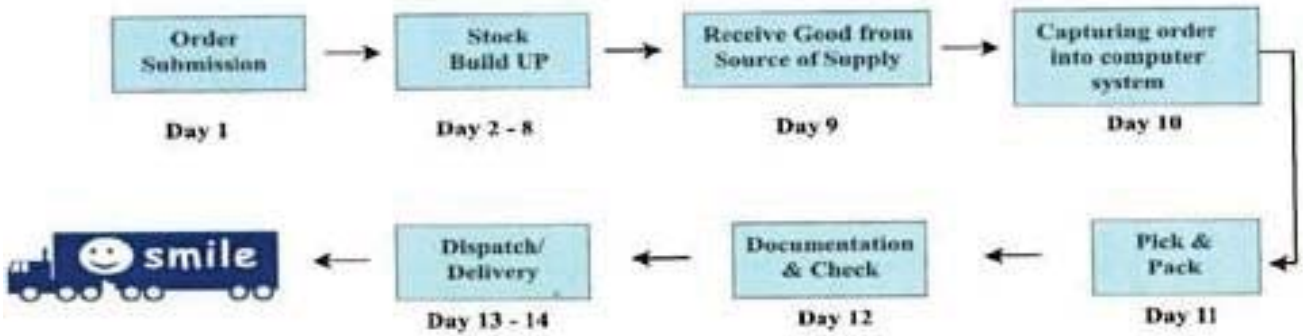 Order
Submission
Stock
Build UP
Receive Good from
Source of Supply
Capturing order
into computer
system
Day 1
Day 2 - 8
Day 9
Day 10
Pick &
Pack
Documentation
& Check
Dispatch/
Delivery
smile
Day 11
Day 12
Day 13 - 14